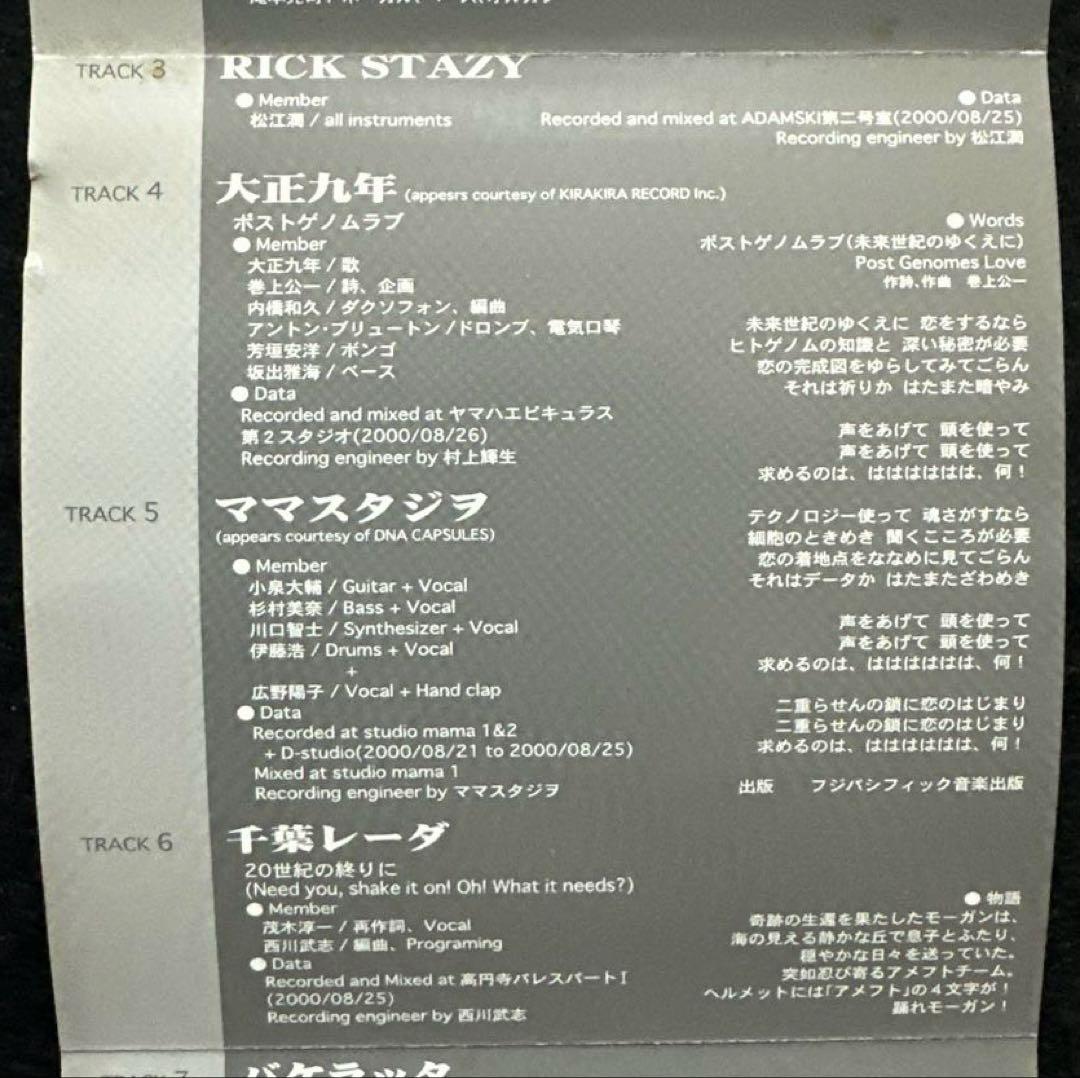 TRACK 3
RICK STAZY
● Member
松江潤 / all instruments
● Data
Recorded and mixed at ADAMSKI第二号室(2000/08/25)
Recording engineer by 松江潤
TRACK 4
大正九年 (appesrs courtesy of KIRAKIRA RECORD Inc.)
ポストゲノムラブ
● Member
大正九年 / 歌
巻上公一 / 詩、企画
内橋和久 / ダクソフォン、編曲
アントン・ブリュートン / ドロンブ、電気口琴
芳垣安洋 / ボンゴ
坂出雅海 / ベース
● Data
Recorded and mixed at ヤマハエピキュラス
第2スタジオ(2000/08/26)
Recording engineer by 村上輝生
● Words
ポストゲノムラブ(未来世紀のゆくえに)
Post Genomes Love
作詩、作曲 巻上公一
未来世紀のゆくえに 恋をするなら
ヒトゲノムの知識と 深い秘密が必要
恋の完成図をゆらしてみてごらん
それは祈りか はたまた暗やみ
声をあげて 頭を使って
声をあげて 頭を使って
求めるのは、はははははは、何！
テクノロジー使って 魂さがすなら
細胞のときめき 聞くこころが必要
恋の着地点をななめに見てごらん
それはデータか はたまたざわめき
声をあげて 頭を使って
声をあげて 頭を使って
求めるのは、はははははは、何！
二重らせんの鎖に恋のはじまり
二重らせんの鎖に恋のはじまり
求めるのは、はははははは、何！
出版 フジパシフィック音楽出版
TRACK 5
ママスタジヲ
(appears courtesy of DNA CAPSULES)
● Member
小泉大輔 / Guitar + Vocal
杉村美奈 / Bass + Vocal
川口智士 / Synthesizer + Vocal
伊藤浩 / Drums + Vocal
+
広野陽子 / Vocal + Hand clap
● Data
Recorded at studio mama 1&2
+ D-studio(2000/08/21 to 2000/08/25)
Mixed at studio mama 1
Recording engineer by ママスタジヲ
TRACK 6
千葉レーダ
20世紀の終りに
(Need you, shake it on! Oh! What it needs?)
● Member
茂木淳一 / 再作詞、Vocal
西川武志 / 編曲、Programing
● Data
Recorded and Mixed at 高円寺パレスパートI
(2000/08/25)
Recording engineer by 西川武志
● 物語
奇跡の生還を果たしたモーガンは、
海の見える静かな丘で息子とふたり、
穏やかな日々を送っていた。
突如忍び寄るアメフトチーム。
ヘルメットには「アメフト」の4文字が！
踊れモーガン！
TRACK 7
バケラッタ